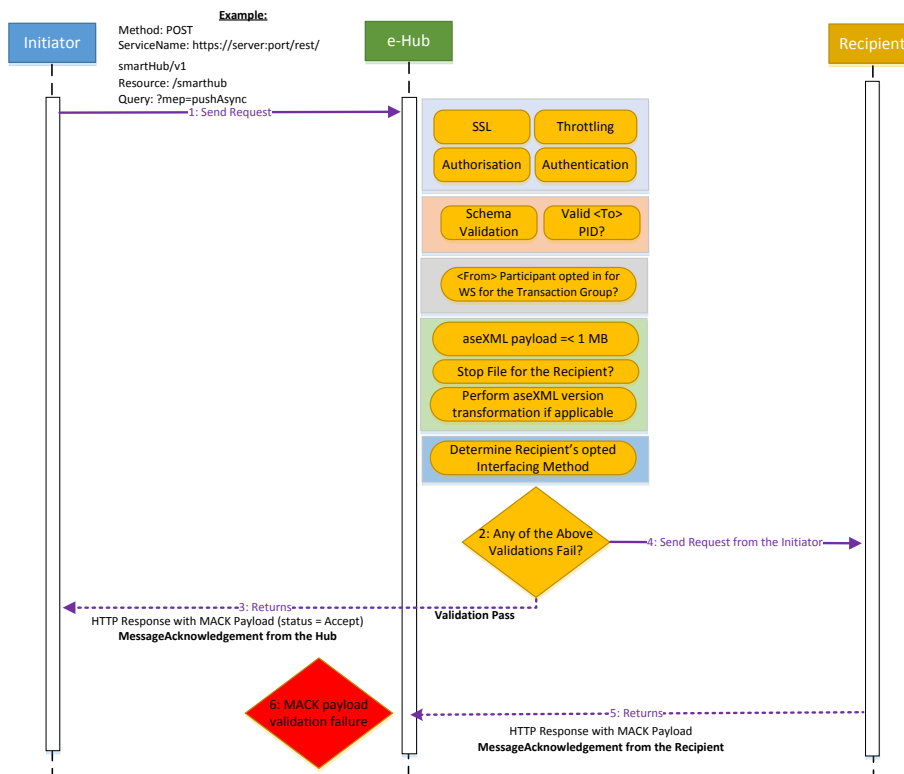 Example:
Method: POST
ServiceName: https://server:port/rest/
smartHub/v1
Resource: /smarthub
Query: ?mep=pushAsync
Initiator
e-Hub
Recipient
1: Send Request
SSL
Throttling
Authorisation
Authentication
Schema
Validation
Valid <To>
PID?
<From> Participant opted in for
WS for the Transaction Group?
aseXML payload =< 1 MB
Stop File for the Recipient?
Perform aseXML version
transformation if applicable
Determine Recipient's opted
Interfacing Method
2: Any of the Above
Validations Fail?
4: Send Request from the Initiator
3: Returns
Validation Pass
HTTP Response with MACK Payload (status = Accept)
MessageAcknowledgement from the Hub
6: MACK payload
validation failure
5: Returns
HTTP Response with MACK Payload
MessageAcknowledgement from the Recipient